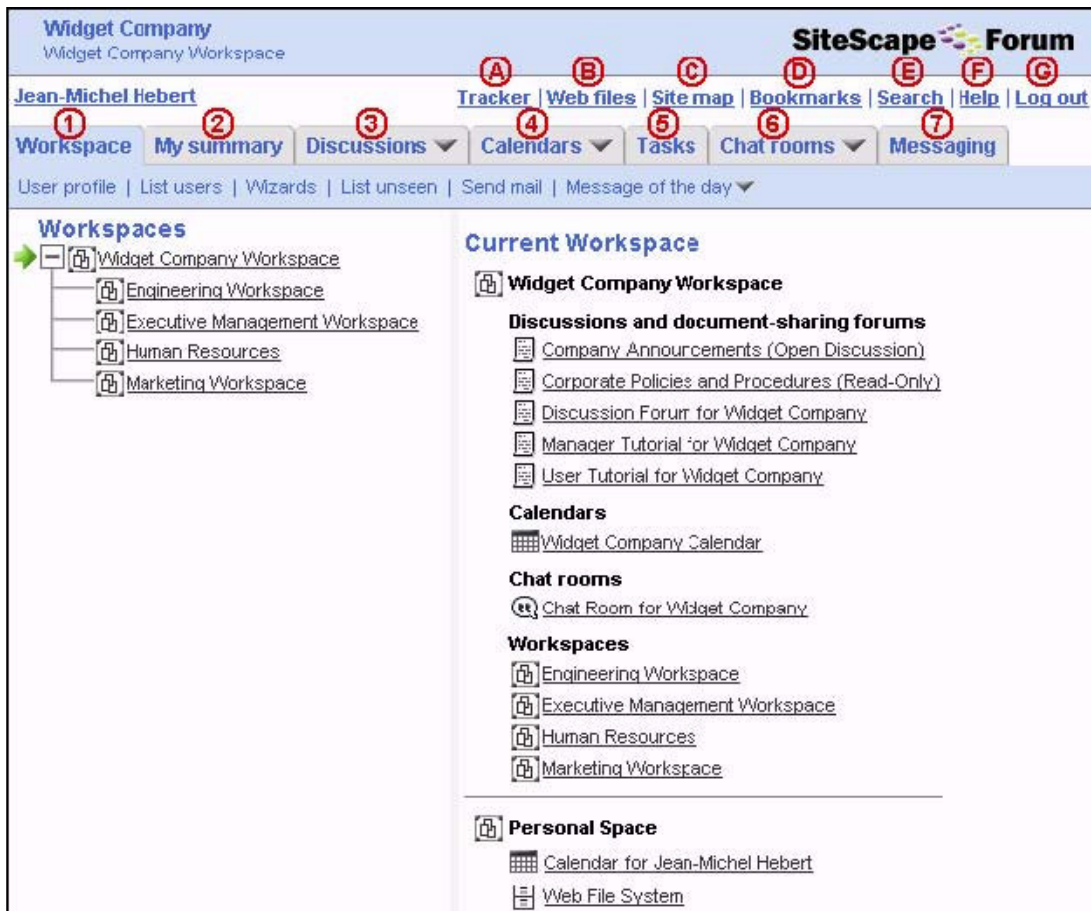 Widget Company
Widget Company Workspace
SiteScape Forum
A B C D E F G
Jean-Michel Hebert
Tracker | Web files | Site map | Bookmarks | Search | Help | Log out
1 2 3 4 5 6 7
Workspace My summary Discussions Calendars Tasks Chat rooms Messaging
User profile | List users | Wizards | List unseen | Send mail | Message of the day
Workspaces
Widget Company Workspace
Engineering Workspace
Executive Management Workspace
Human Resources
Marketing Workspace
Current Workspace
Widget Company Workspace
Discussions and document-sharing forums
Company Announcements (Open Discussion)
Corporate Policies and Procedures (Read-Only)
Discussion Forum for Widget Company
Manager Tutorial for Widget Company
User Tutorial for Widget Company
Calendars
Widget Company Calendar
Chat rooms
Chat Room for Widget Company
Workspaces
Engineering Workspace
Executive Management Workspace
Human Resources
Marketing Workspace
Personal Space
Calendar for Jean-Michel Hebert
Web File System